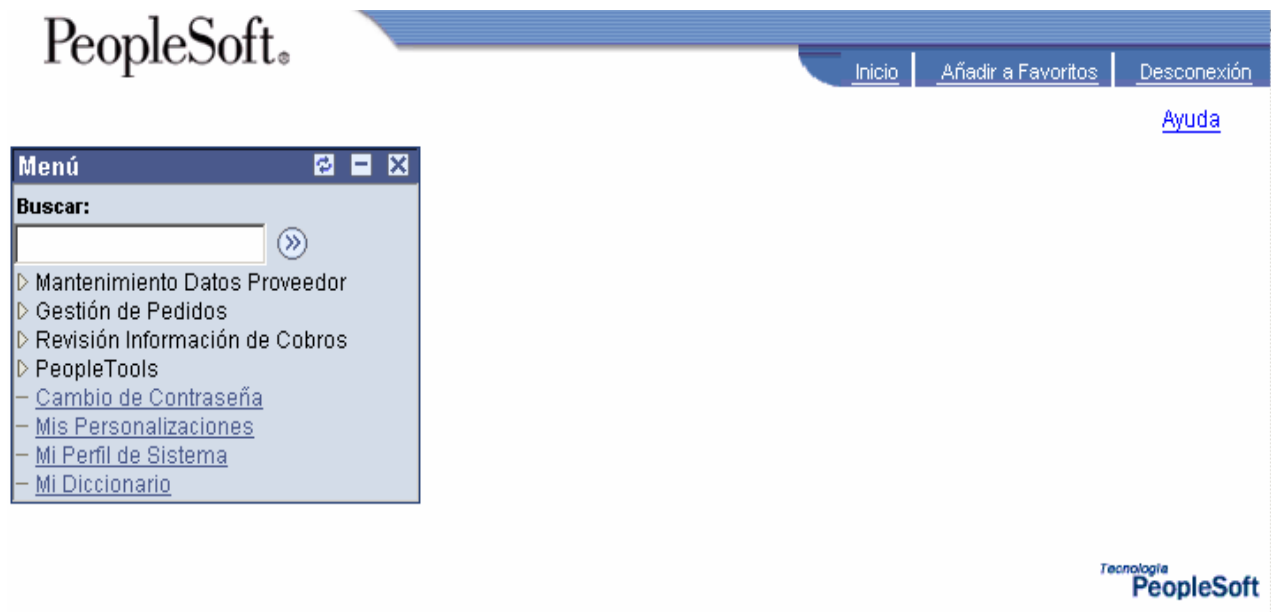 PeopleSoft®
Inicio Añadir a Favoritos Desconexión
Ayuda
Menú
Buscar:
Mantenimiento Datos Proveedor
Gestión de Pedidos
Revisión Información de Cobros
PeopleTools
Cambio de Contraseña
Mis Personalizaciones
Mi Perfil de Sistema
Mi Diccionario
Tecnología
PeopleSoft